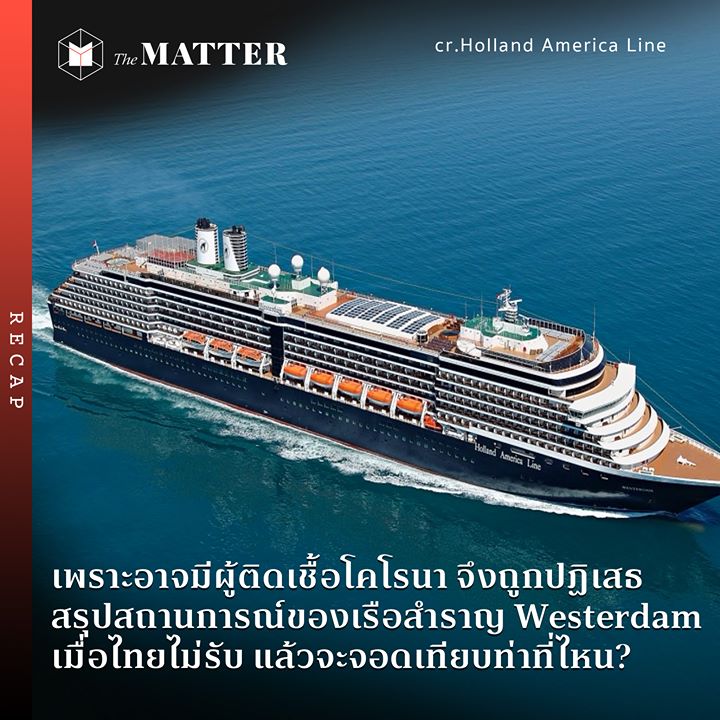 The MATTER
cr.Holland America Line
RECAP
Holland America Line
WESTERDAM
เพราะอาจมีผู้ติดเชื้อโคโรนา จึงถูกปฏิเสธ
สรุปสถานการณ์ของเรือสำราญ Westerdam
เมื่อไทยไม่รับ แล้วจะจอดเทียบท่าที่ไหน?